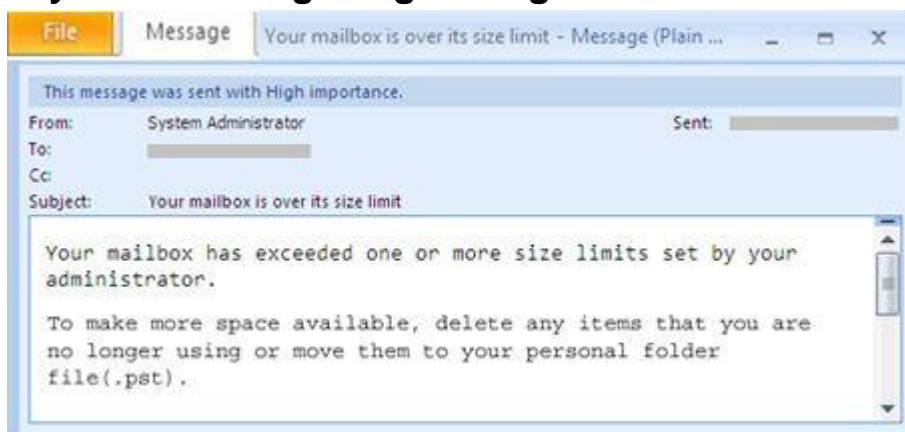 File Message Your mailbox is over its size limit - Message (Plain ...
This message was sent with High importance.
From: System Administrator Sent:
To:
Cc:
Subject: Your mailbox is over its size limit
Your mailbox has exceeded one or more size limits set by your
administrator.
To make more space available, delete any items that you are
no longer using or move them to your personal folder
file(.pst).